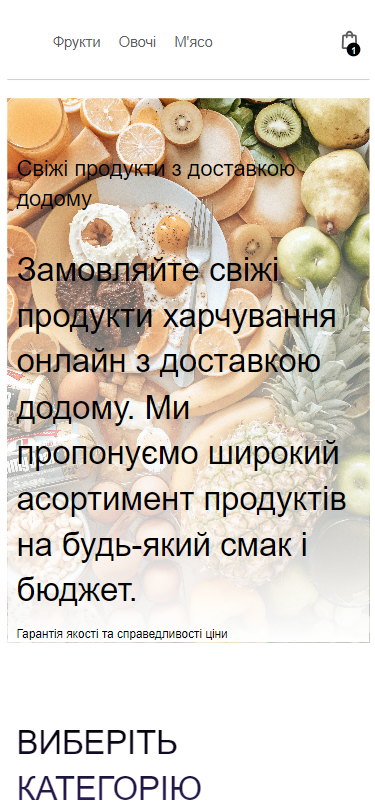 Фрукти Овочі М'ясо
1
Свіжі продукти з доставкою
додому
Замовляйте свіжі
продукти харчування
онлайн з доставкою
додому. Ми
пропонуємо широкий
асортимент продуктів
на будь-який смак і
бюджет.
Гарантія якості та справедливості ціни
ВИБЕРІТЬ
КАТЕГОРІЮ